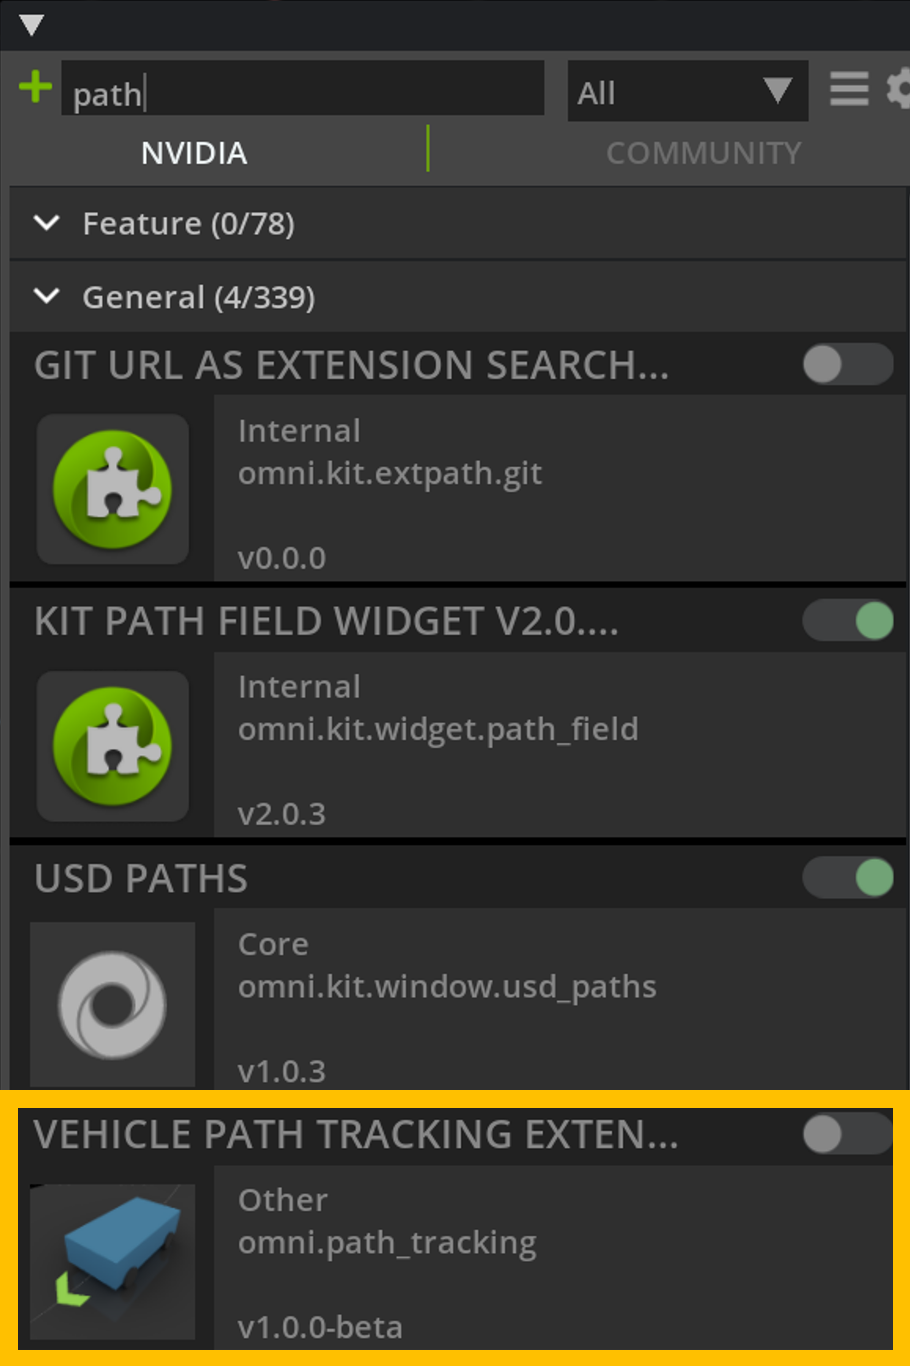 path
All
NVIDIA
COMMUNITY
Feature (0/78)
General (4/339)
GIT URL AS EXTENSION SEARCH...
Internal
omni.kit.extpath.git
v0.0.0
KIT PATH FIELD WIDGET V2.0....
Internal
omni.kit.widget.path_field
v2.0.3
USD PATHS
Core
omni.kit.window.usd_paths
v1.0.3
VEHICLE PATH TRACKING EXTEN...
Other
omni.path_tracking
v1.0.0-beta